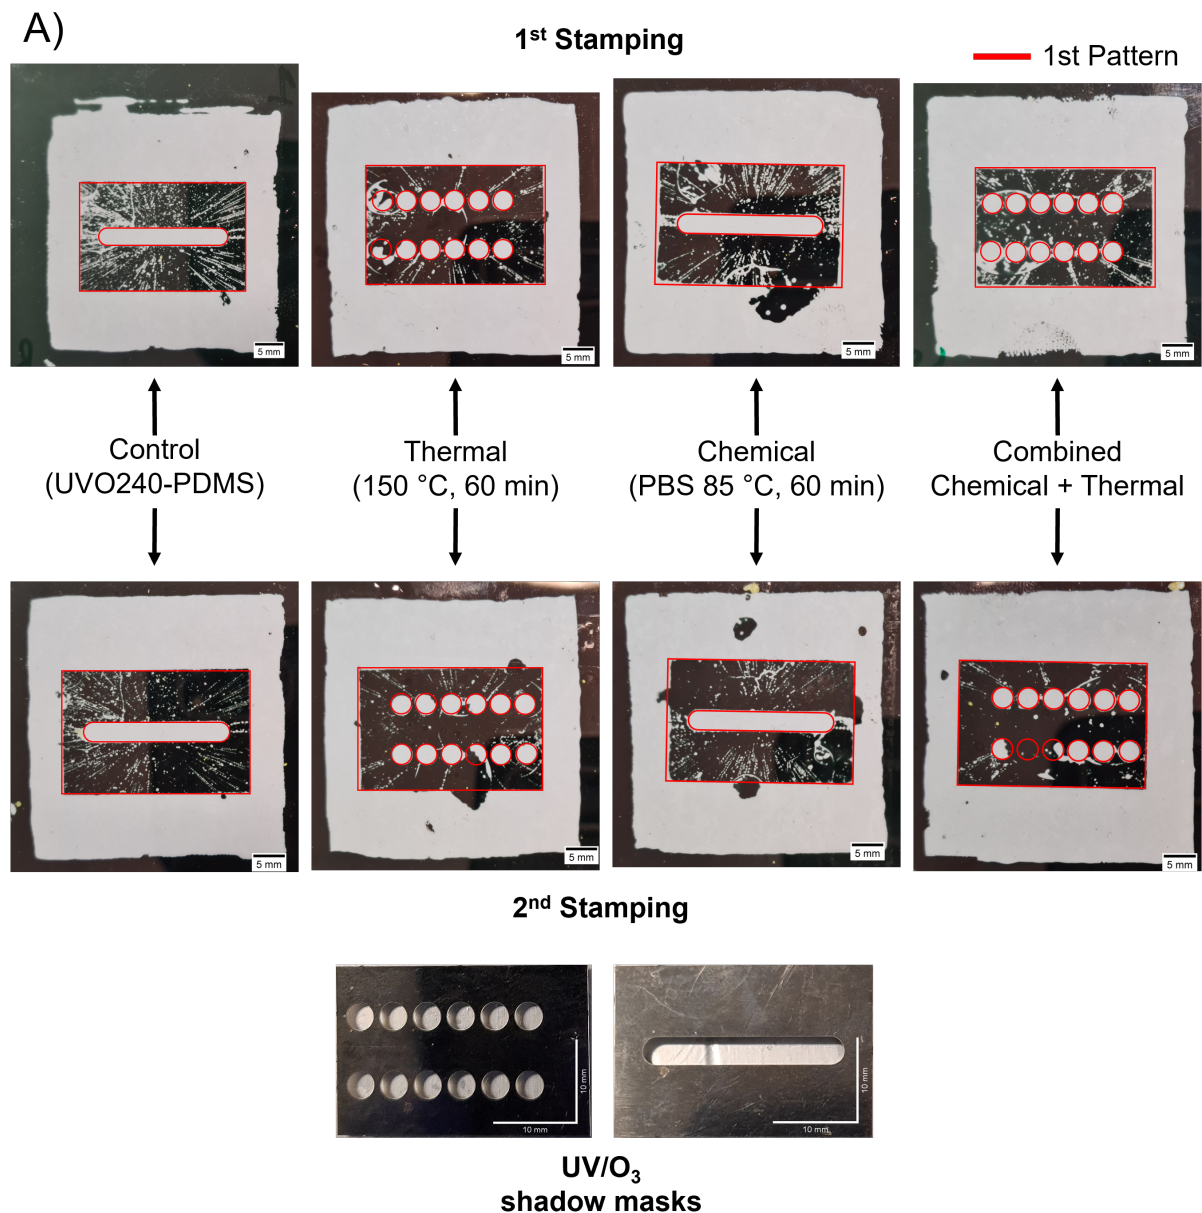 A)
1st Stamping
1st Pattern
5 mm
5 mm
5 mm
5 mm
Control
(UVO240-PDMS)
Thermal
(150 °C, 60 min)
Chemical
(PBS 85 °C, 60 min)
Combined
Chemical + Thermal
5 mm
5 mm
5 mm
5 mm
2nd Stamping
10 mm
10 mm
10 mm
10 mm
UV/O3
shadow masks